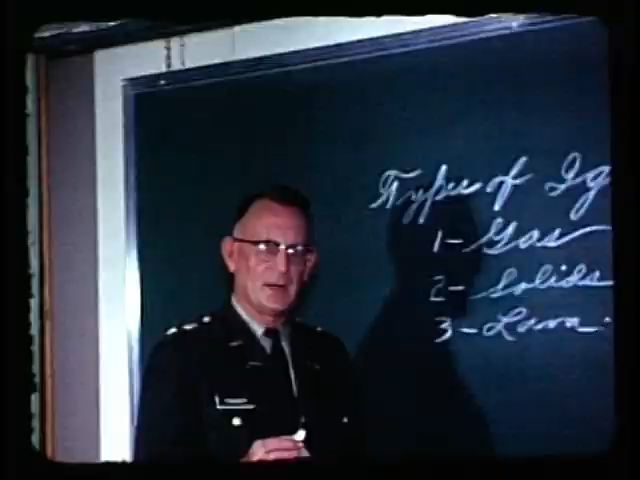 Types of Ig
1- Gas
2- Solids
3- Lava